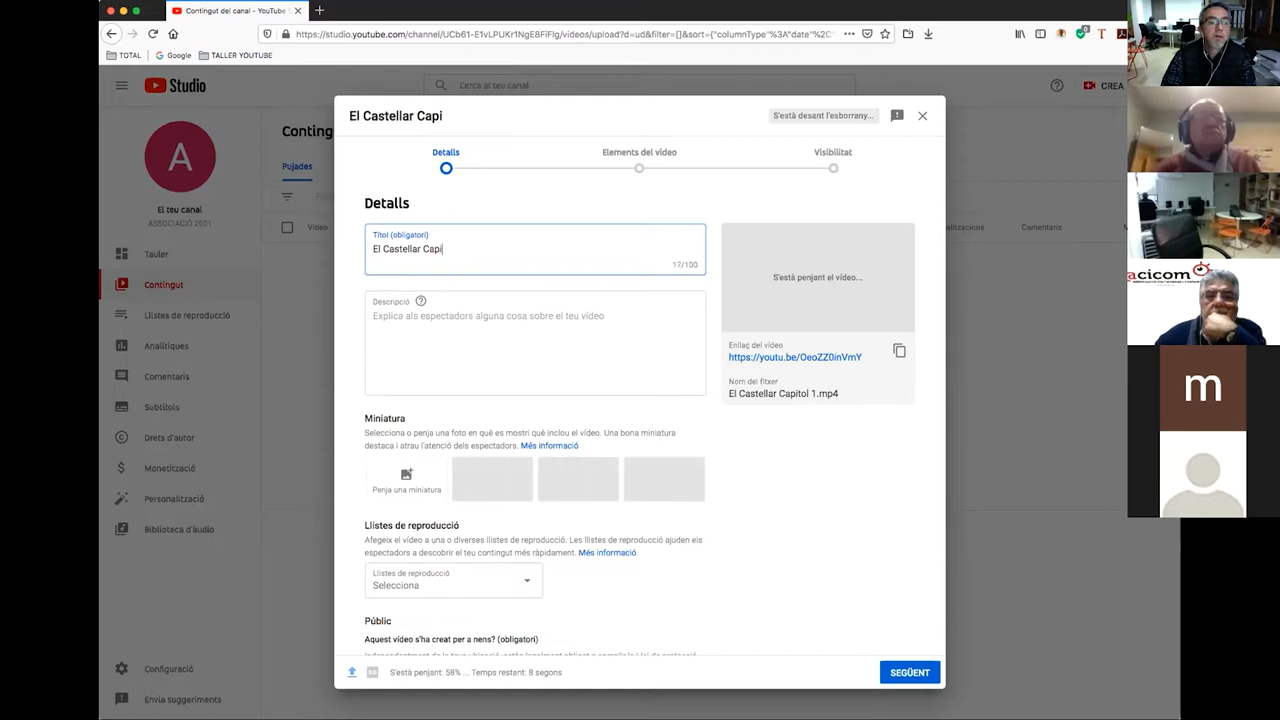 Contingut del canal - YouTube S
https://studio.youtube.com/channel/UCb61-E1vLPUKr1NgE8FiFIg/videos/upload?d=ud&filter=[]&sort={"columnType"%3A"date"%2C"
TOTAL
Google
TALLER YOUTUBE
Studio
Cerca al teu canal
CREA
A
El teu canal
ASSOCIACIÓ 2001
Tauler
Contingut
Llistes de reproducció
Analítiques
Comentaris
Subtítols
Drets d'autor
Monetització
Personalització
Biblioteca d'àudio
Configuració
Envia suggeriments
Conting
Pujades
Vídeo
Comentaris
El Castellar Capi
S'està desant l'esborrany...
Detalls
Elements del vídeo
Visibilitat
Detalls
Títol (obligatori)
El Castellar Capi
17/100
Descripció
Explica als espectadors alguna cosa sobre el teu vídeo
S'està penjant el vídeo...
Enllaç del vídeo
https://youtu.be/OeoZZ0inVmY
Nom del fitxer
El Castellar Capitol 1.mp4
Miniatura
Selecciona o penja una foto en què es mostri què inclou el vídeo. Una bona miniatura
destaca i atrau l'atenció dels espectadors. Més informació
Penja una miniatura
Llistes de reproducció
Afegeix el vídeo a una o diverses llistes de reproducció. Les llistes de reproducció ajuden els
espectadors a descobrir el teu contingut més ràpidament. Més informació
Llistes de reproducció
Selecciona
Públic
Aquest vídeo s'ha creat per a nens? (obligatori)
S'està penjant: 58% ... Temps restant: 8 segons
SEGÜENT
acicom
m